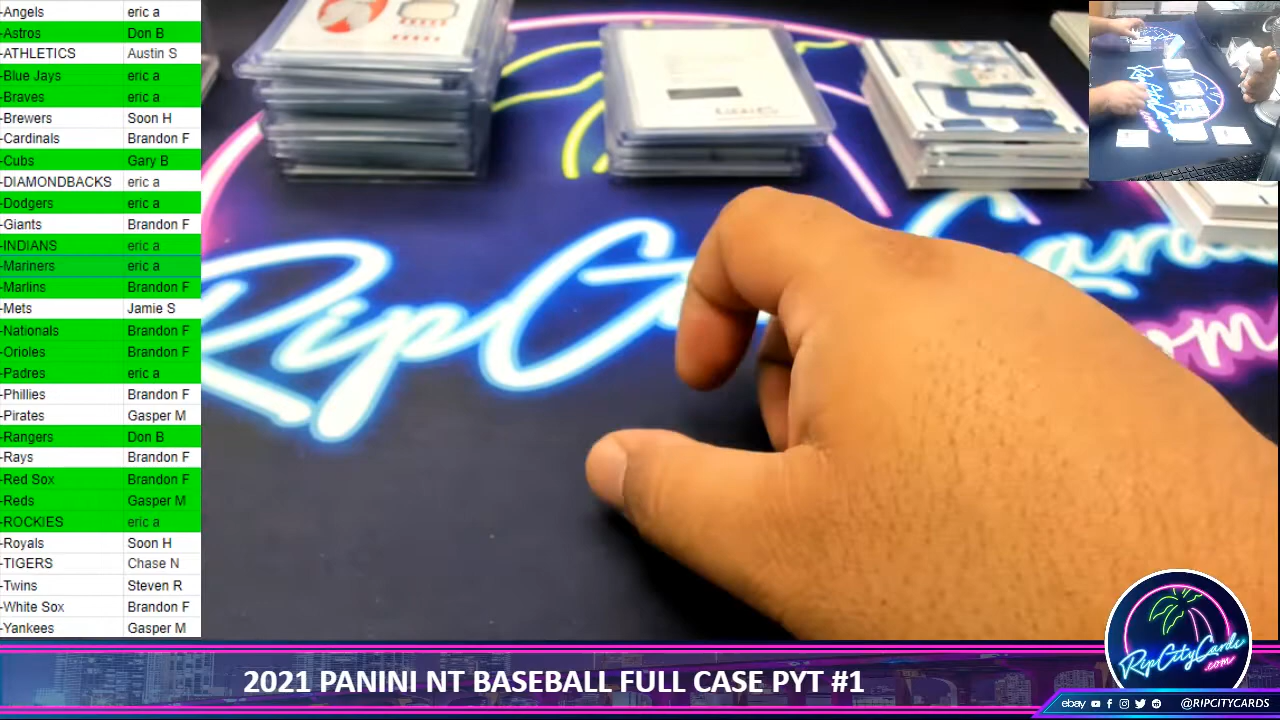 -Angels eric a
-Astros Don B
-ATHLETICS Austin S
-Blue Jays eric a
-Braves eric a
-Brewers Soon H
-Cardinals Brandon F
-Cubs Gary B
-DIAMONDBACKS eric a
-Dodgers eric a
-Giants Brandon F
-INDIANS eric a
-Mariners eric a
-Marlins Brandon F
-Mets Jamie S
-Nationals Brandon F
-Orioles Brandon F
-Padres eric a
-Phillies Brandon F
-Pirates Gasper M
-Rangers Don B
-Rays Brandon F
-Red Sox Brandon F
-Reds Gasper M
-ROCKIES eric a
-Royals Soon H
-TIGERS Chase N
-Twins Steven R
-White Sox Brandon F
-Yankees Gasper M
2021 PANINI NT BASEBALL FULL CASE PYT #1
RipCityCards
.com
ebay @RIPCITYCARDS